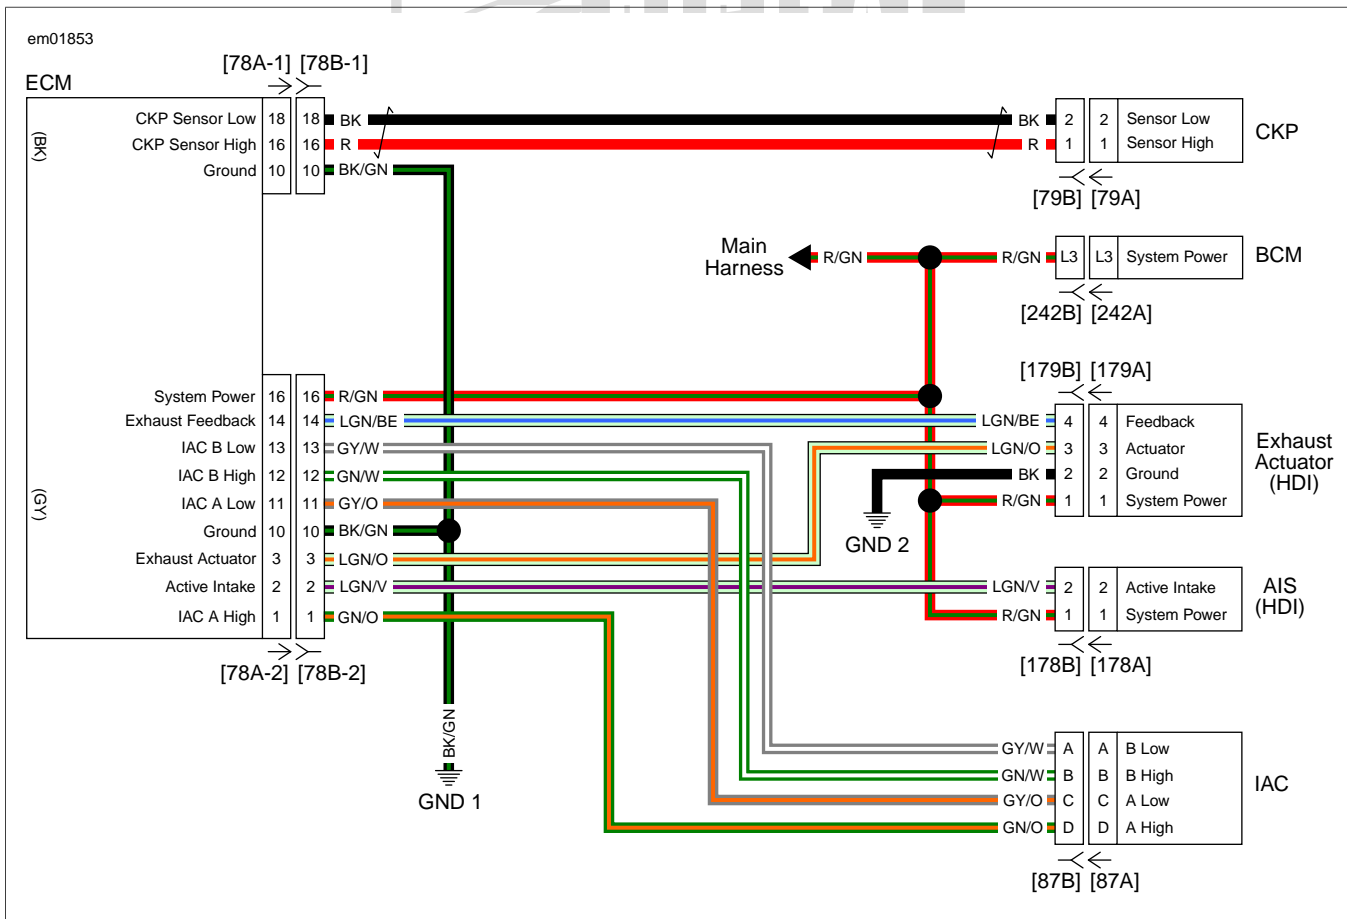 em01853
[78A-1] [78B-1]
ECM
(BK)
CKP Sensor Low 18 18 BK BK 2 2 Sensor Low
CKP Sensor High 16 16 R R 1 1 Sensor High
CKP
Ground 10 10 BK/GN
[79B] [79A]
Main
Harness
R/GN R/GN L3 L3 System Power BCM
[242B] [242A]
[179B] [179A]
System Power 16 16 R/GN
Exhaust Feedback 14 14 LGN/BE LGN/BE 4 4 Feedback
IAC B Low 13 13 GY/W LGN/O 3 3 Actuator
IAC B High 12 12 GN/W BK 2 2 Ground
IAC A Low 11 11 GY/O R/GN 1 1 System Power
Exhaust
Actuator
(HDI)
(GY)
Ground 10 10 BK/GN
GND 2
Exhaust Actuator 3 3 LGN/O
Active Intake 2 2 LGN/V LGN/V 2 2 Active Intake
IAC A High 1 1 GN/O R/GN 1 1 System Power
AIS
(HDI)
[78A-2] [78B-2]
[178B] [178A]
BK/GN
GND 1
GY/W A A B Low
GN/W B B B High
GY/O C C A Low
GN/O D D A High
IAC
[87B] [87A]